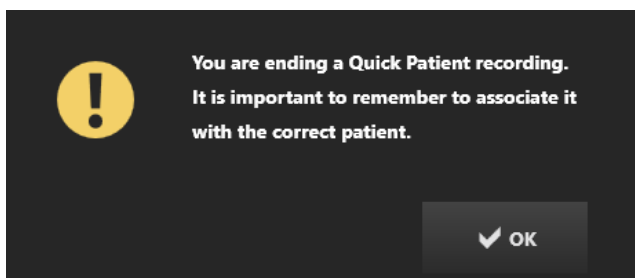 You are ending a Quick Patient recording.
It is important to remember to associate it
with the correct patient.
OK